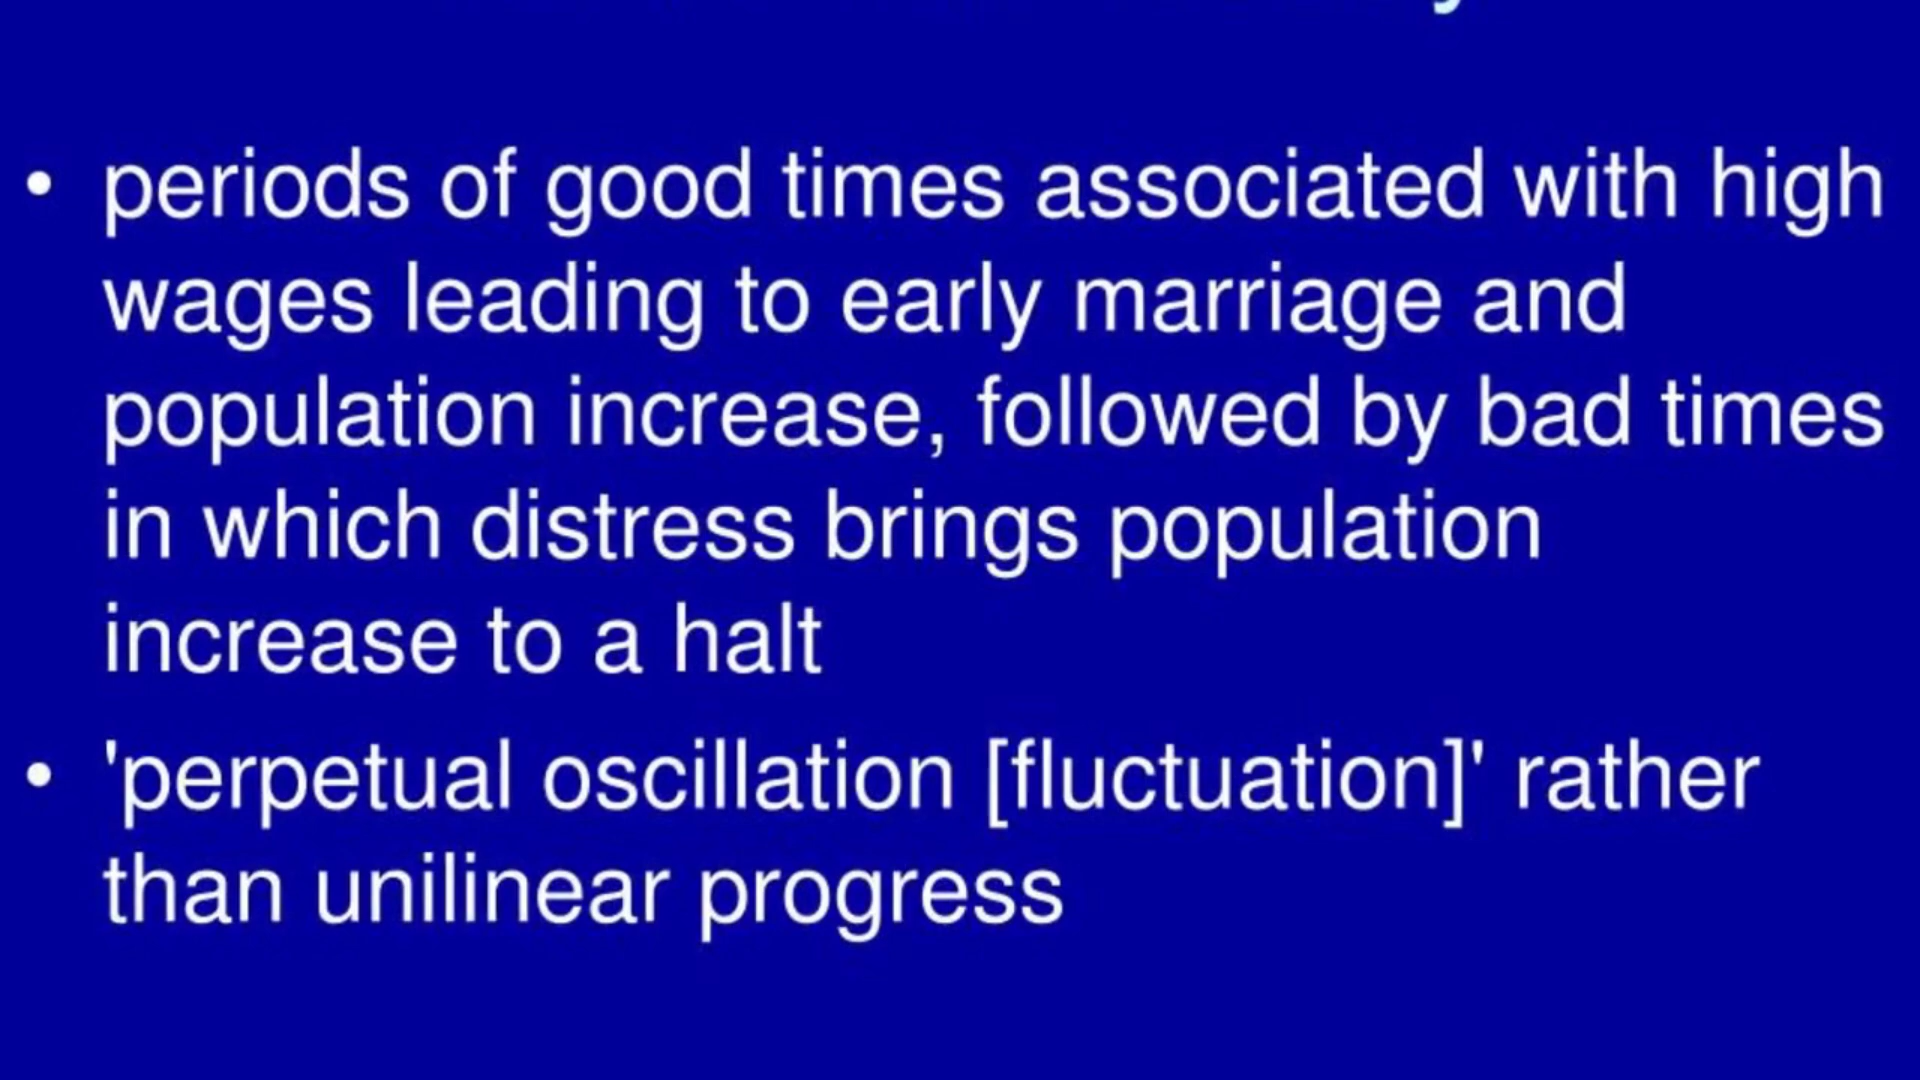 • periods of good times associated with high
wages leading to early marriage and
population increase, followed by bad times
in which distress brings population
increase to a halt
• 'perpetual oscillation [fluctuation]' rather
than unilinear progress